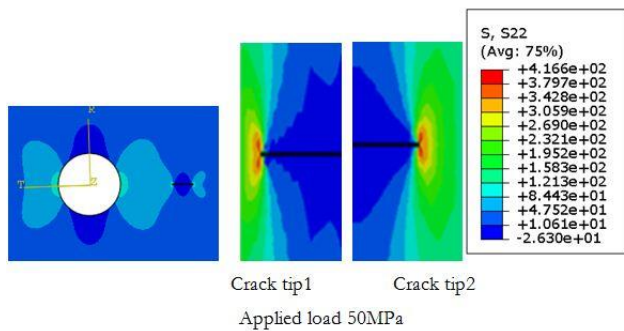 S, S22
(Avg: 75%)
+4.166e+02
+3.797e+02
+3.428e+02
+3.059e+02
+2.690e+02
+2.321e+02
+1.952e+02
+1.583e+02
+1.213e+02
+8.443e+01
+4.752e+01
+1.061e+01
-2.630e+01
R
T
Z
Crack tip1 Crack tip2
Applied load 50MPa